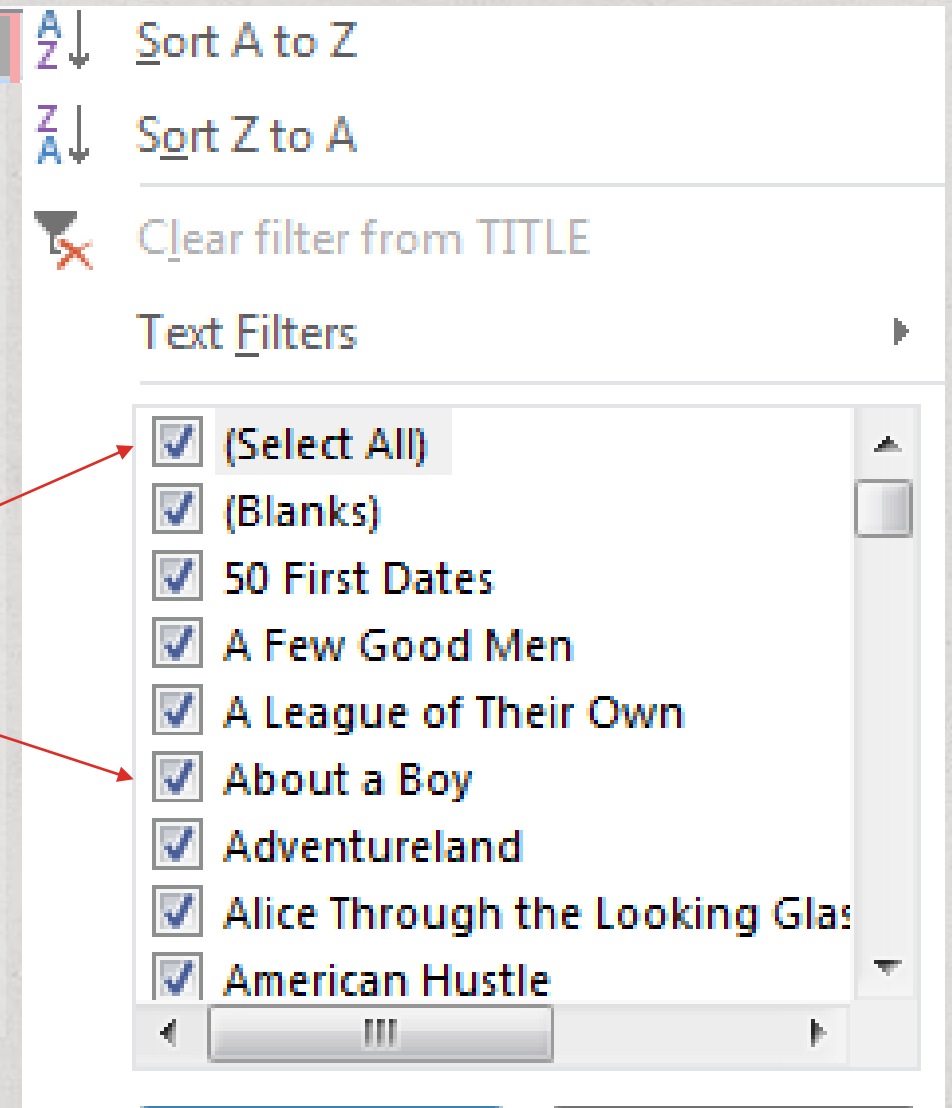 Sort A to Z
Sort Z to A
Clear filter from TITLE
Text Filters
(Select All)
(Blanks)
50 First Dates
A Few Good Men
A League of Their Own
About a Boy
Adventureland
Alice Through the Looking Glas
American Hustle